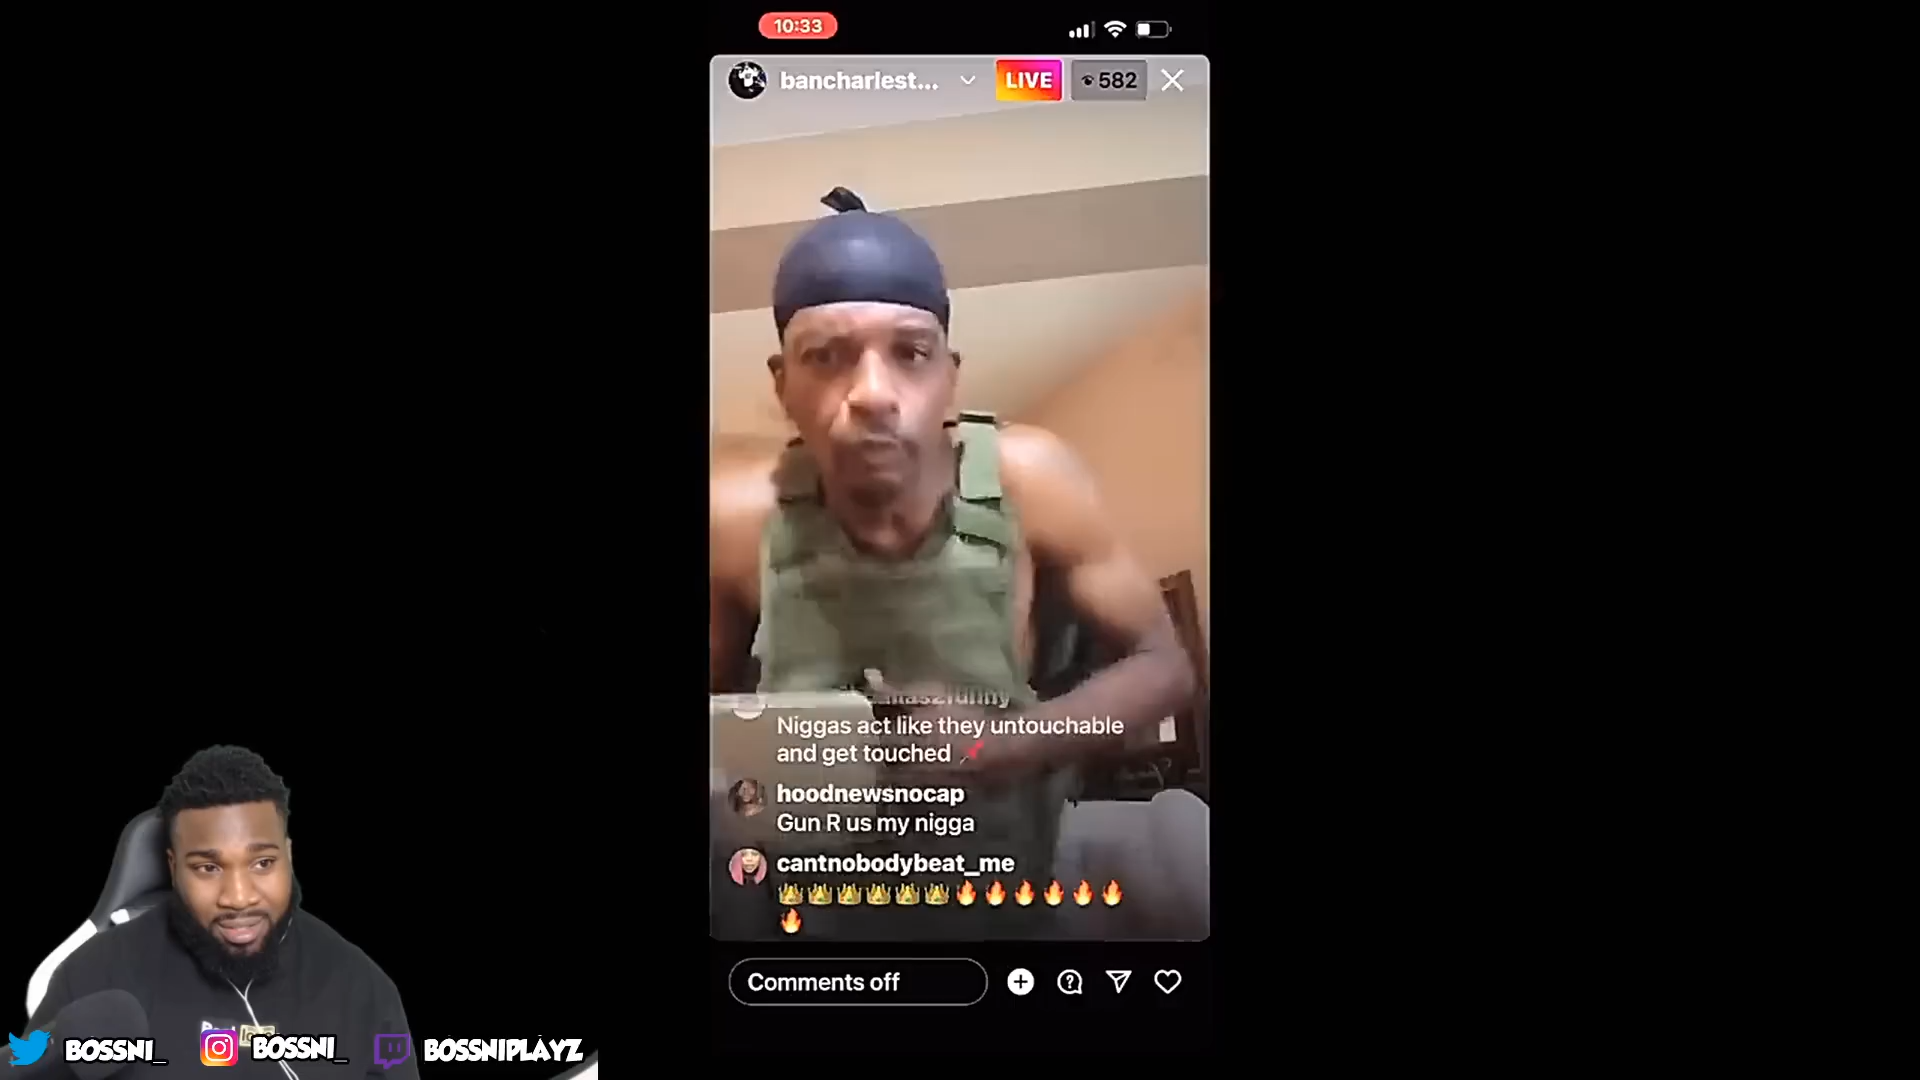 10:33
bancharlest...
LIVE
582
Niggas act like they untouchable
and get touched
hoodnewsnocap
Gun R us my nigga
cantnobodybeat_me
Comments off
BOSSNI_
BOSSNI_
BOSSNIPLAYZ